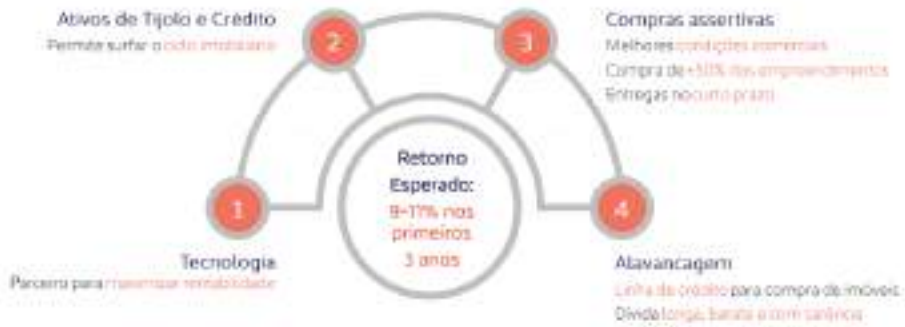 Ativos de Tijolo e Crédito
Permite surfar o ciclo imobiliário
2
3
Compras assertivas
Melhores condições comerciais
Compra de +50% dos empreendimentos
Entregas no curto prazo
1
Retorno
Esperado:
9-11% nos
primeiros
3 anos
4
Tecnologia
Parceiro para maximizar rentabilidade
Alavancagem
Linha de crédito para compra de imóveis
Dívida longa, barata e com carência